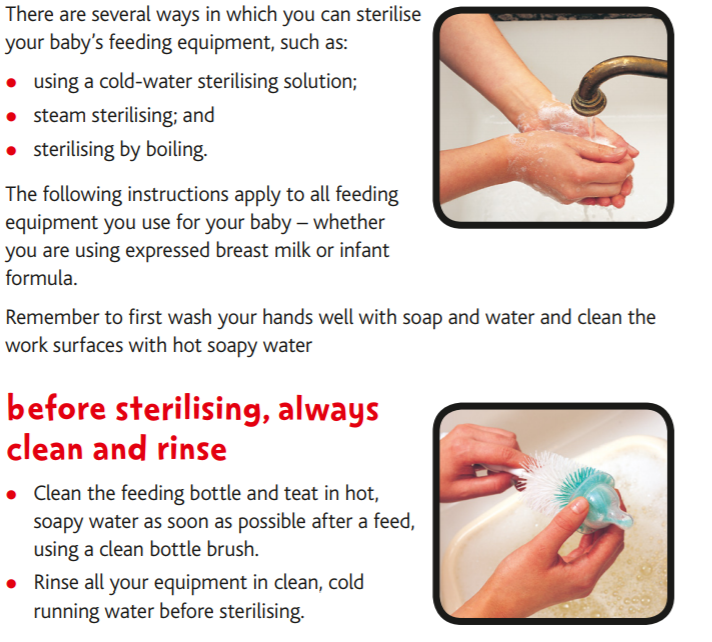 There are several ways in which you can sterilise
your baby’s feeding equipment, such as:
● using a cold-water sterilising solution;
● steam sterilising; and
● sterilising by boiling.
The following instructions apply to all feeding
equipment you use for your baby – whether
you are using expressed breast milk or infant
formula.
Remember to first wash your hands well with soap and water and clean the
work surfaces with hot soapy water
before sterilising, always
clean and rinse
● Clean the feeding bottle and teat in hot,
soapy water as soon as possible after a feed,
using a clean bottle brush.
● Rinse all your equipment in clean, cold
running water before sterilising.